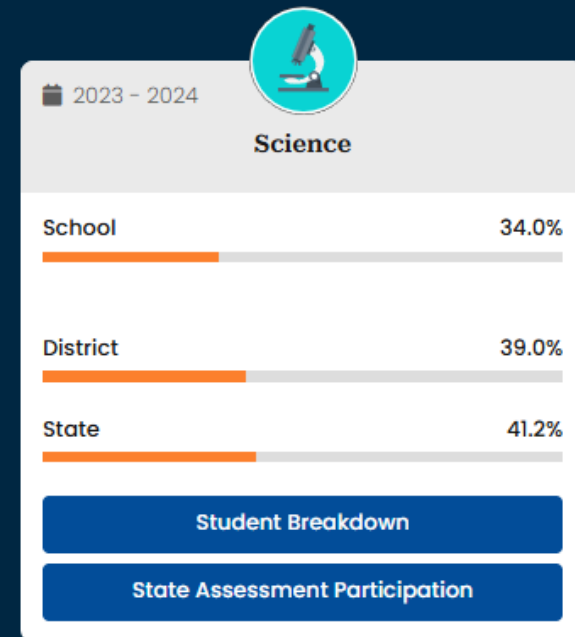 2023 - 2024
Science
School 34.0%
District 39.0%
State 41.2%
Student Breakdown
State Assessment Participation